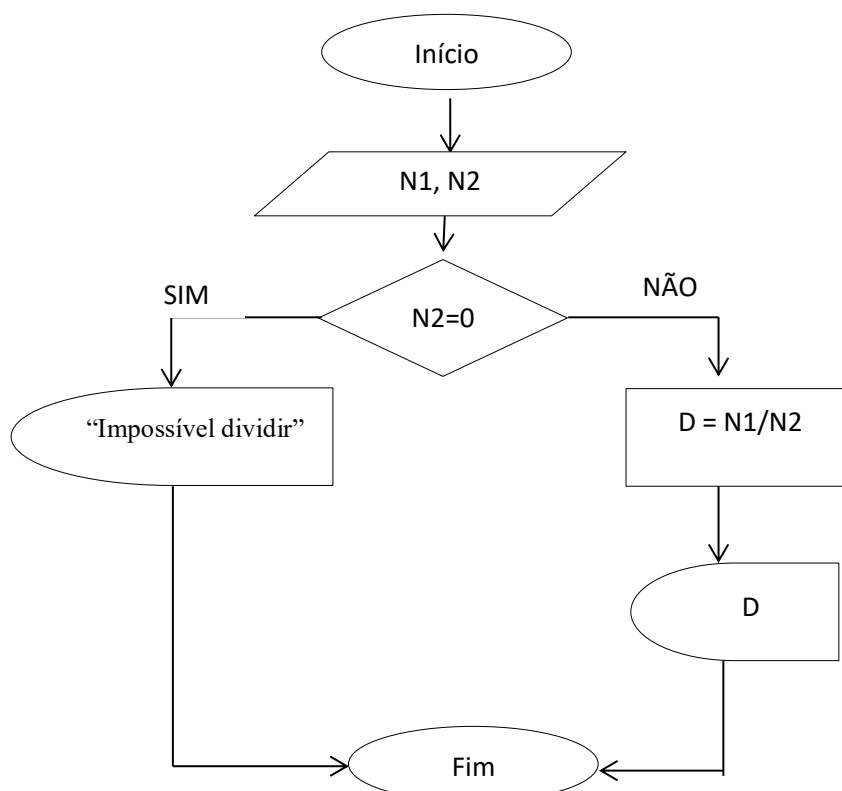 Início
N1, N2
SIM
NÃO
N2=0
“Impossível dividir”
D = N1/N2
D
Fim